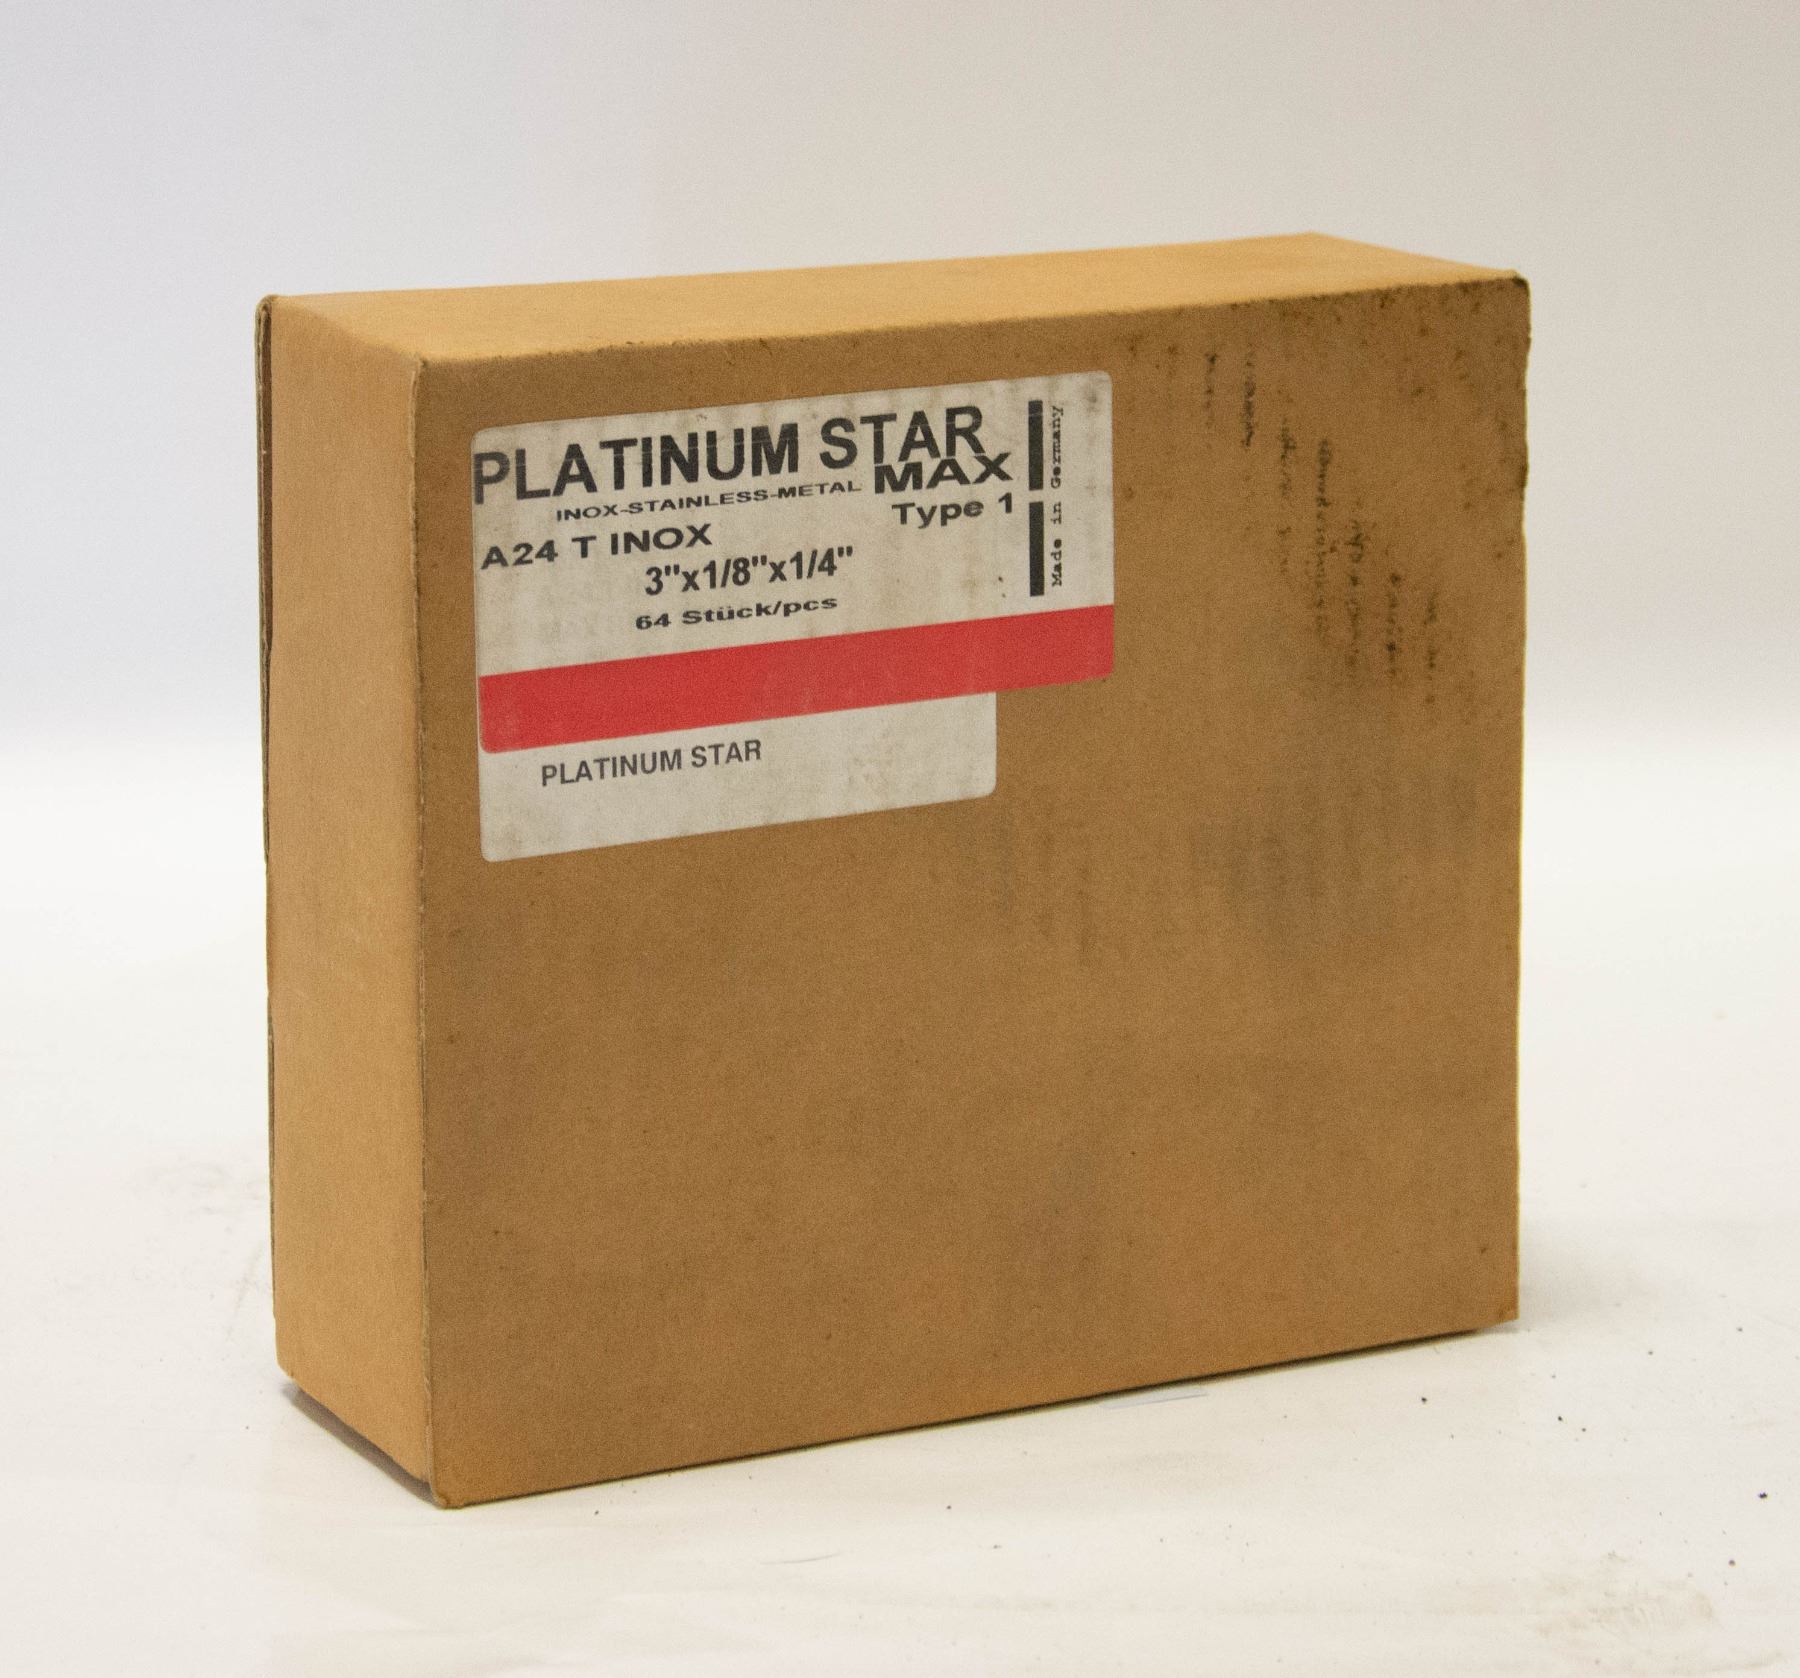 PLATINUM STAR
MAX
INOX-STAINLESS-METAL
Type 1
A24 T INOX
3"x1/8"x1/4"
64 Stück/pcs
Made in Germany
PLATINUM STAR